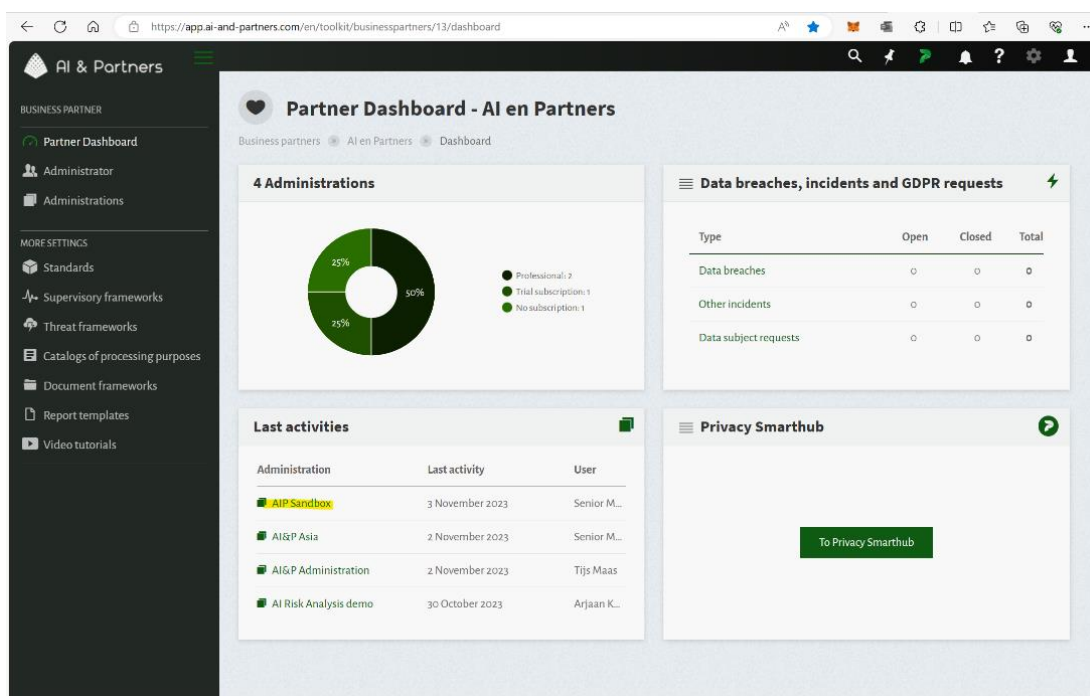 https://app.ai-and-partners.com/en/toolkit/businesspartners/13/dashboard
AI & Partners
BUSINESS PARTNER
Partner Dashboard
Administrator
Administrations
MORE SETTINGS
Standards
Supervisory frameworks
Threat frameworks
Catalogs of processing purposes
Document frameworks
Report templates
Video tutorials
Partner Dashboard - AI en Partners
Business partners AI en Partners Dashboard
4 Administrations
25%
50%
25%
Professional: 2
Trial subscription: 1
No subscription: 1
Data breaches, incidents and GDPR requests
Type Open Closed Total
Data breaches 0 0 0
Other incidents 0 0 0
Data subject requests 0 0 0
Last activities
Administration Last activity User
AIP Sandbox 3 November 2023 Senior M...
AI&P Asia 2 November 2023 Senior M...
AI&P Administration 2 November 2023 Tijs Maas
AI Risk Analysis demo 30 October 2023 Arjaan K...
Privacy Smarthub
To Privacy Smarthub